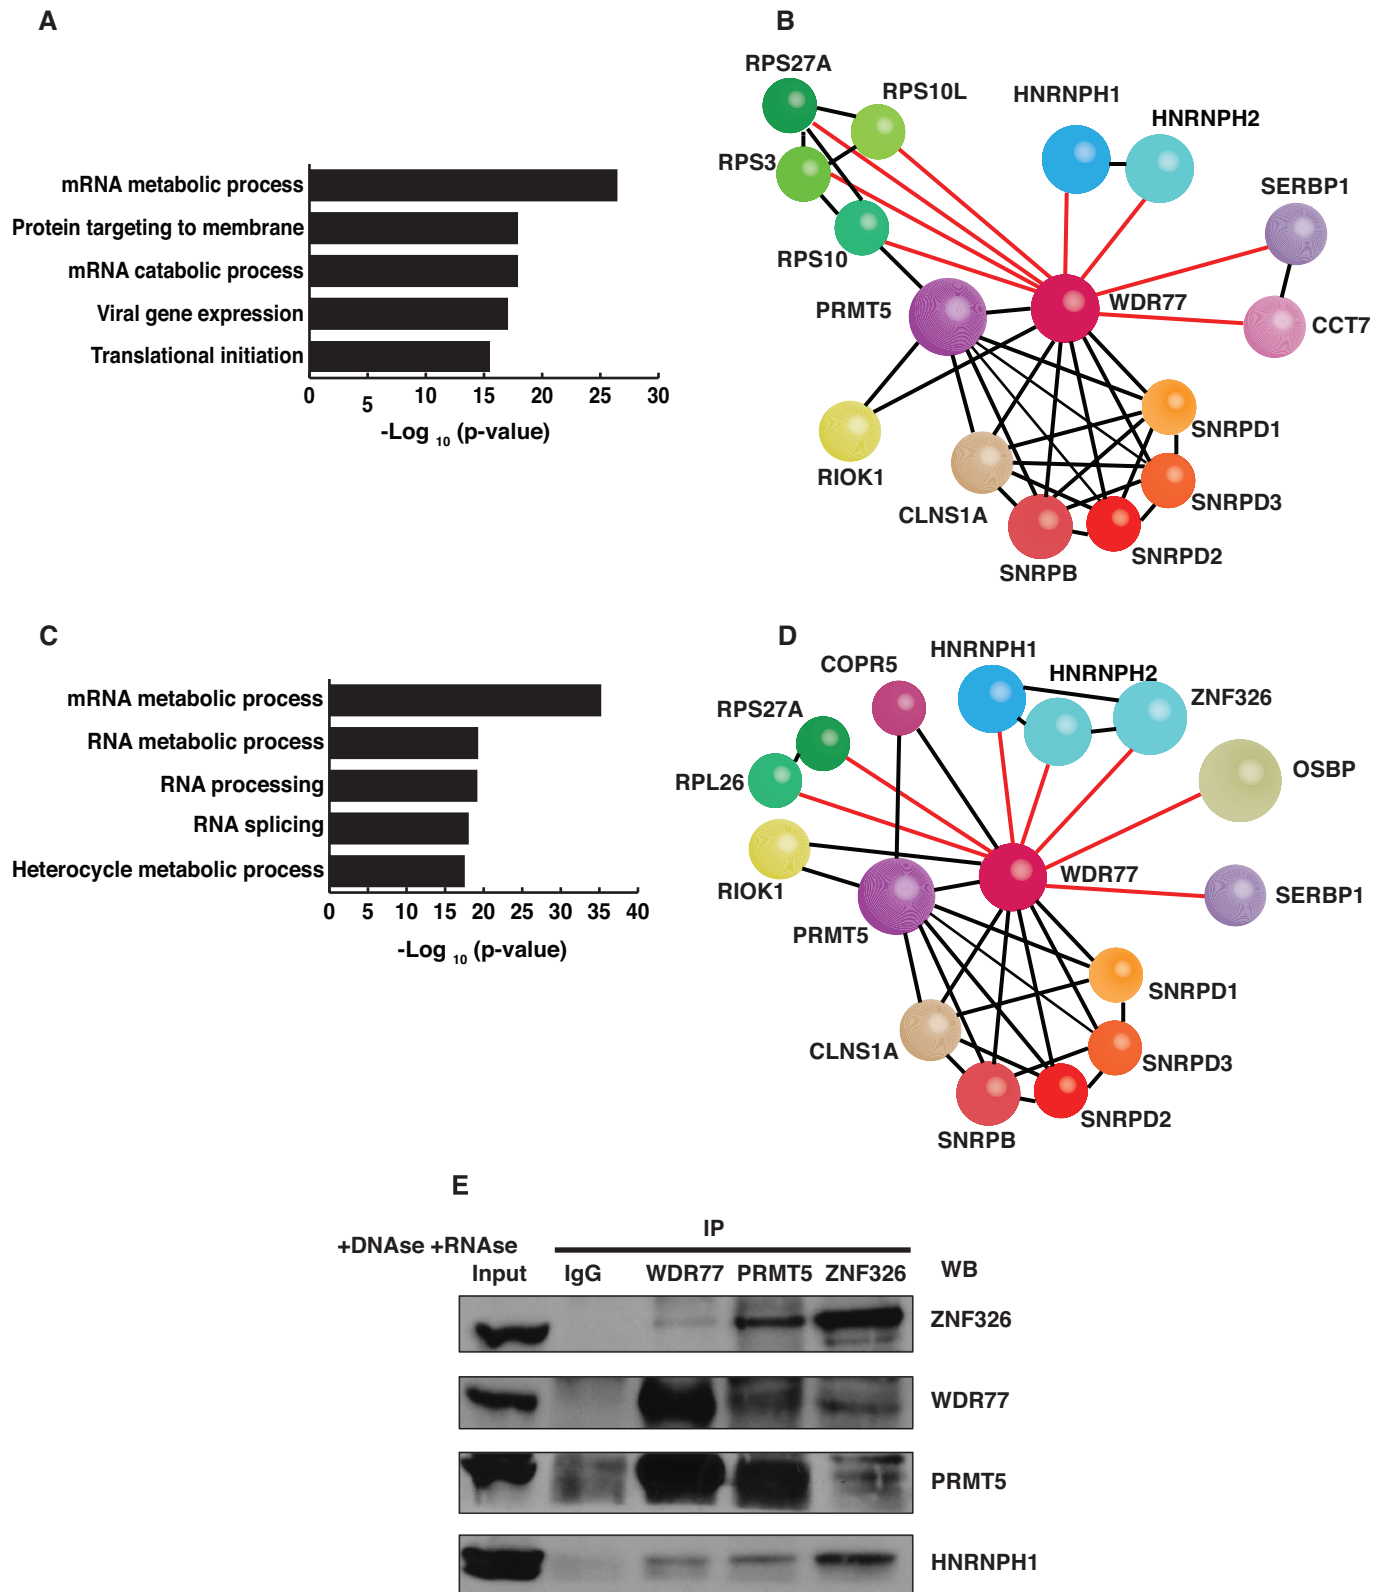 A
mRNA metabolic process
Protein targeting to membrane
mRNA catabolic process
Viral gene expression
Translational initiation
0 5 10 15 20 25 30
-Log 10 (p-value)
B
RPS27A
RPS10L
HNRNPH1
HNRNPH2
RPS3
SERBP1
RPS10
PRMT5
WDR77
CCT7
RIOK1
SNRPD1
CLNS1A
SNRPD3
SNRPB
SNRPD2
C
mRNA metabolic process
RNA metabolic process
RNA processing
RNA splicing
Heterocycle metabolic process
0 5 10 15 20 25 30 35 40
-Log 10 (p-value)
D
COPR5
HNRNPH1
HNRNPH2
ZNF326
RPS27A
RPL26
OSBP
RIOK1
WDR77
SERBP1
PRMT5
SNRPD1
CLNS1A
SNRPD3
SNRPB
SNRPD2
E
IP
+DNAse +RNAse
Input IgG WDR77 PRMT5 ZNF326 WB
ZNF326
WDR77
PRMT5
HNRNPH1